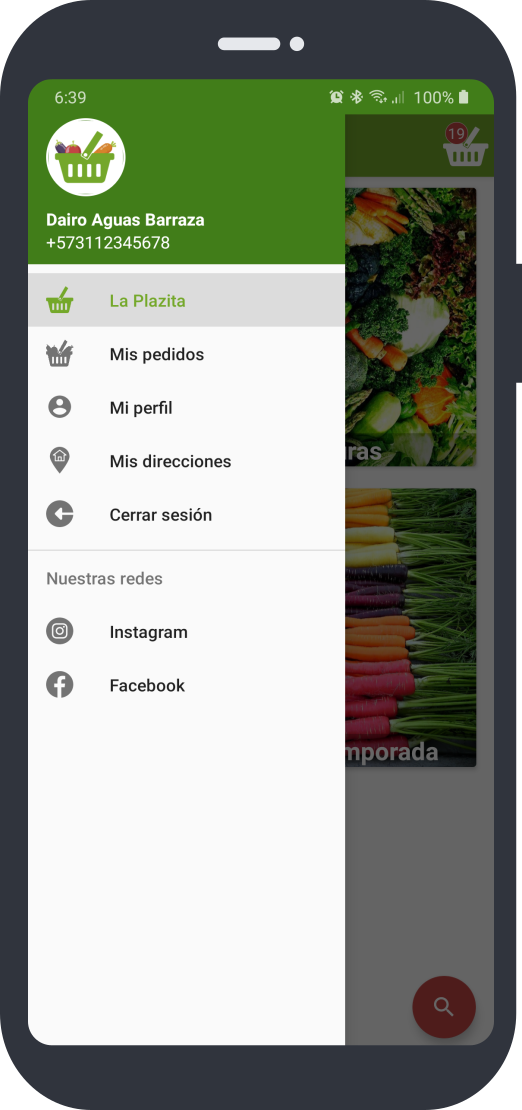 6:39
100%
19
Dairo Aguas Barraza
+573112345678
La Plazita
Mis pedidos
Mi perfil
Mis direcciones
Cerrar sesión
Nuestras redes
Instagram
Facebook
ras
mporada